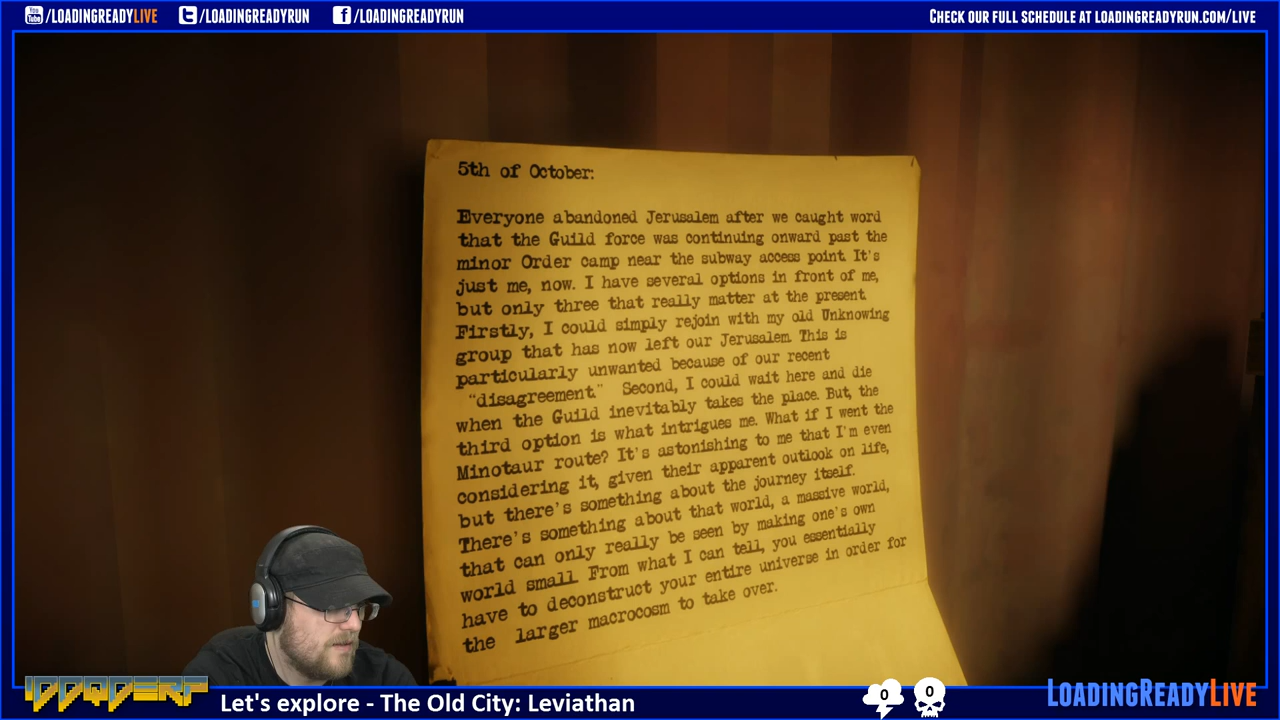 You Tube /LOADINGREADYLIVE /LOADINGREADYRUN /LOADINGREADYRUN CHECK OUR FULL SCHEDULE AT LOADINGREADYRUN.COM/LIVE
5th of October:
Everyone abandoned Jerusalem after we caught word
that the Guild force was continuing onward past the
minor Order camp near the subway access point. It's
just me, now. I have several options in front of me,
but only three that really matter at the present.
Firstly, I could simply rejoin with my old Unknowing
group that has now left our Jerusalem. This is
particularly unwanted because of our recent
"disagreement." Second, I could wait here and die
when the Guild inevitably takes the place. But, the
third option is what intrigues me. What if I went the
Minotaur route? It's astonishing to me that I'm even
considering it, given their apparent outlook on life,
but there's something about the journey itself.
There's something about that world, a massive world,
that can only really be seen by making one's own
world small. From what I can tell, you essentially
have to deconstruct your entire universe in order for
the larger macrocosm to take over.
IDDQDERP
Let's explore - The Old City: Leviathan
0 0
LOADINGREADYLIVE